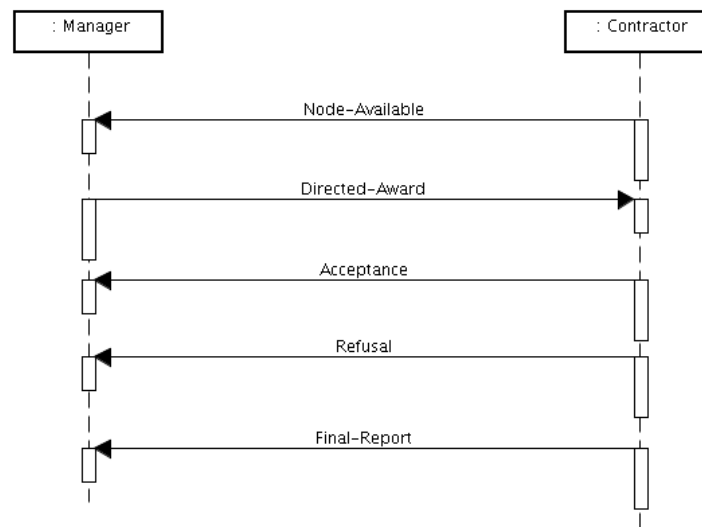 : Manager
: Contractor
Node-Available
Directed-Award
Acceptance
Refusal
Final-Report